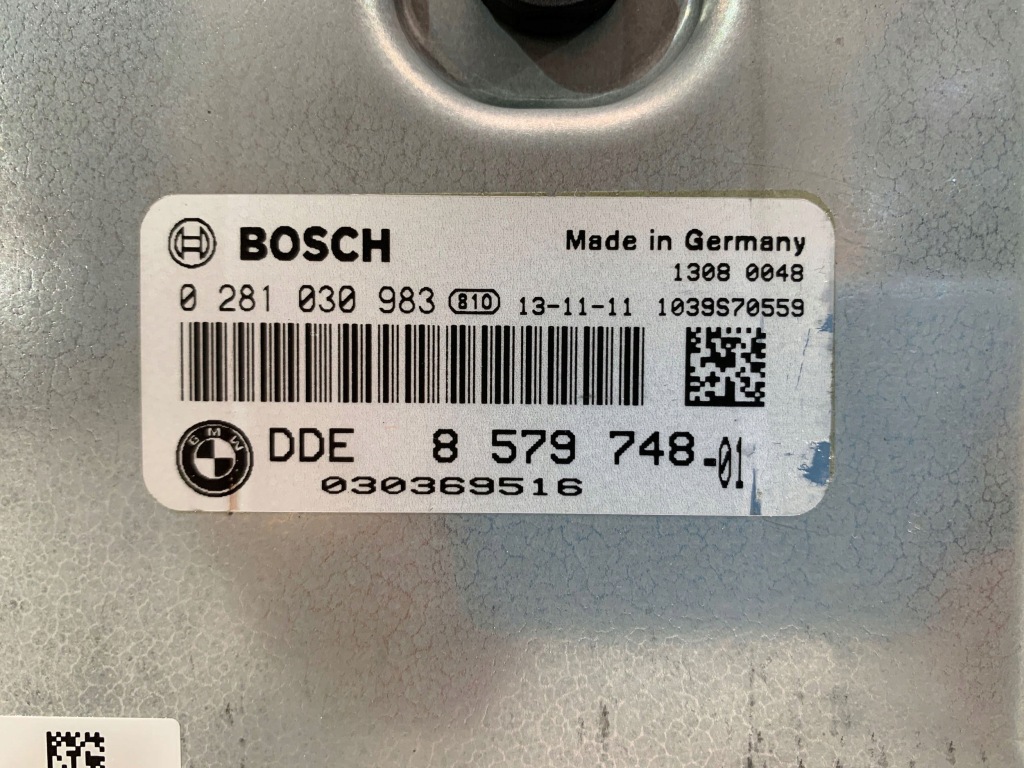 BOSCH Made in Germany
1308 0048
0 281 030 983 810 13-11-11 1039S70559
BMW DDE 8 579 748-01
030369516